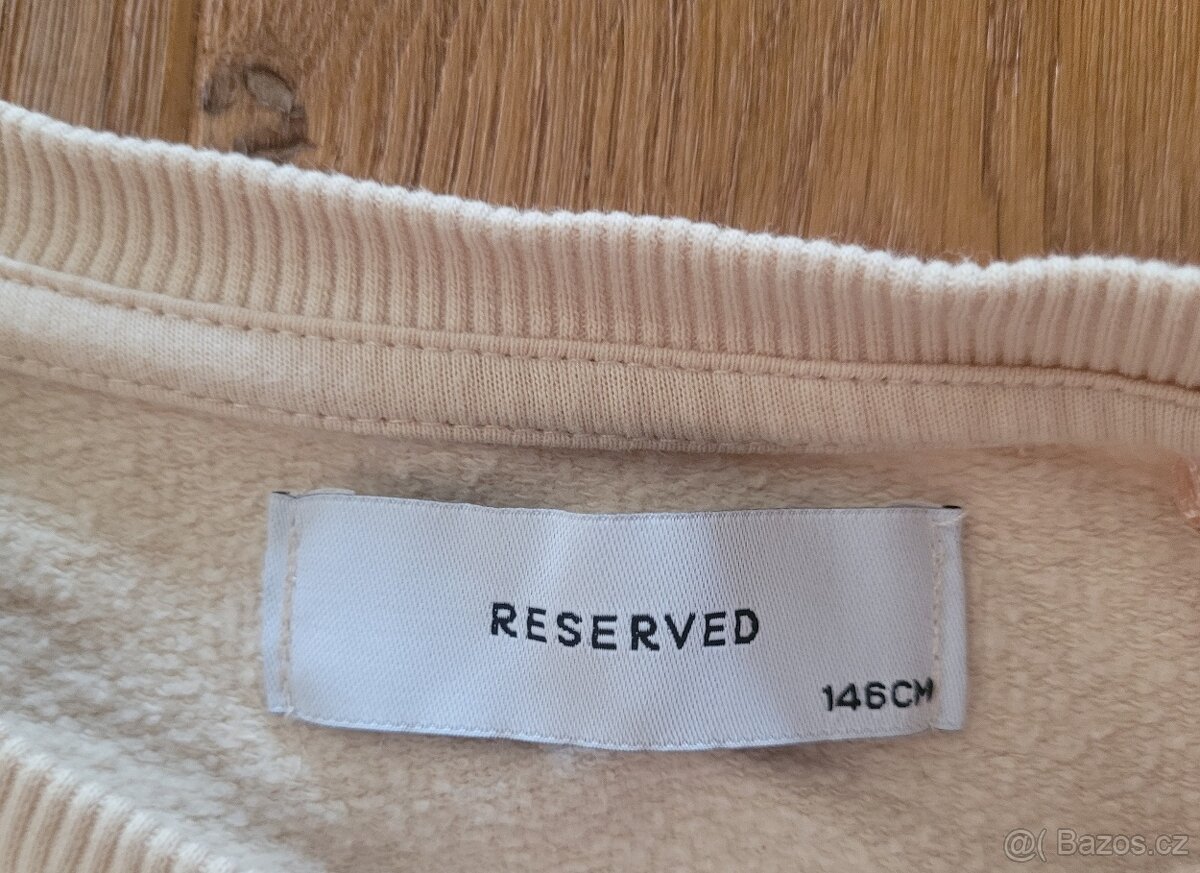 RESERVED
146CM
@( Bazos.cz